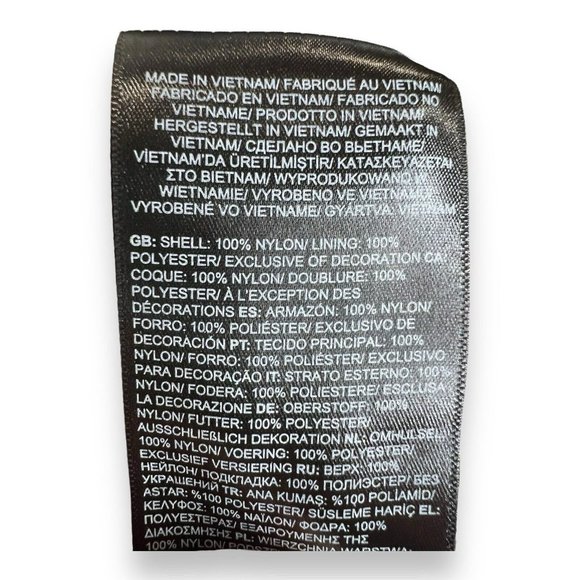 MADE IN VIETNAM/ FABRIQUÉ AU VIETNAM/
FABRICADO EN VIETNAM/ FABRICADO NO
VIETNAME/ PRODOTTO IN VIETNAM/
HERGESTELLT IN VIETNAM/ GEMAAKT IN
VIETNAM/ СДЕЛАНО ВО ВЬЕТНАМЕ/
VİETNAM'DA ÜRETİLMİŞTİR/ ΚΑΤΑΣΚΕΥΑΖΕΤΑΙ
ΣΤΟ ΒΙΕΤΝΑΜ/ WYPRODUKOWANO W
WIETNAMIE/ VYROBENO VE VIETNAMU/
VYROBENÉ VO VIETNAME/ GYÁRTVA: VIETNAM
GB: SHELL: 100% NYLON/ LINING: 100%
POLYESTER/ EXCLUSIVE OF DECORATION CA:
COQUE: 100% NYLON/ DOUBLURE: 100%
POLYESTER/ À L'EXCEPTION DES
DÉCORATIONS ES: ARMAZÓN: 100% NYLON/
FORRO: 100% POLIÉSTER/ EXCLUSIVO DE
DECORACIÓN PT: TECIDO PRINCIPAL: 100%
NYLON/ FORRO: 100% POLIÉSTER/ EXCLUSIVO
PARA DECORAÇÃO IT: STRATO ESTERNO: 100%
NYLON/ FODERA: 100% POLIESTERE/ ESCLUSA
LA DECORAZIONE DE: OBERSTOFF: 100%
NYLON/ FUTTER: 100% POLYESTER/
AUSSCHLIEßLICH DEKORATION NL: OMHULSEL:
100% NYLON/ VOERING: 100% POLYESTER/
EXCLUSIEF VERSIERING RU: ВЕРХ: 100%
НЕЙЛОН/ ПОДКЛАДКА: 100% ПОЛИЭСТЕР/ БЕЗ
УКРАШЕНИЙ TR: ANA KUMAŞ: %100 POLİAMİD/
ASTAR: %100 POLYESTER/ SÜSLEME HARİÇ EL:
ΚΕΛΥΦΟΣ: 100% ΝΑΪΛΟΝ/ ΦΟΔΡΑ: 100%
ΠΟΛΥΕΣΤΕΡΑΣ/ ΕΞΑΙΡΟΥΜΕΝΗΣ ΤΗΣ
ΔΙΑΚΟΣΜΗΣΗΣ PL: WIERZCHNIA WARSTWA:
100% NYLON/